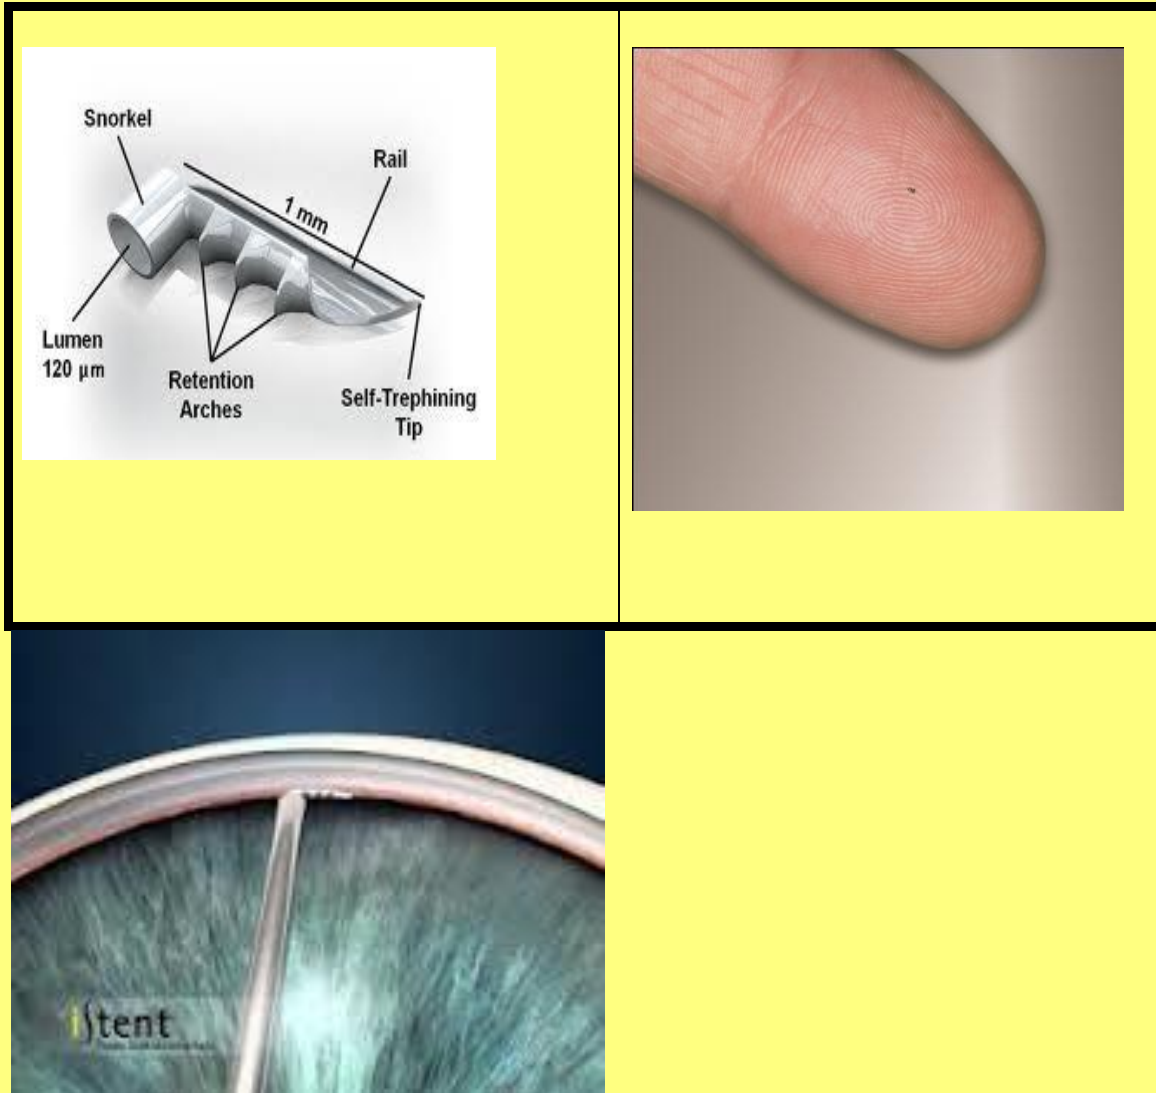 Snorkel
Rail
1 mm
Lumen
120 µm
Retention
Arches
Self-Trephining
Tip
iStent